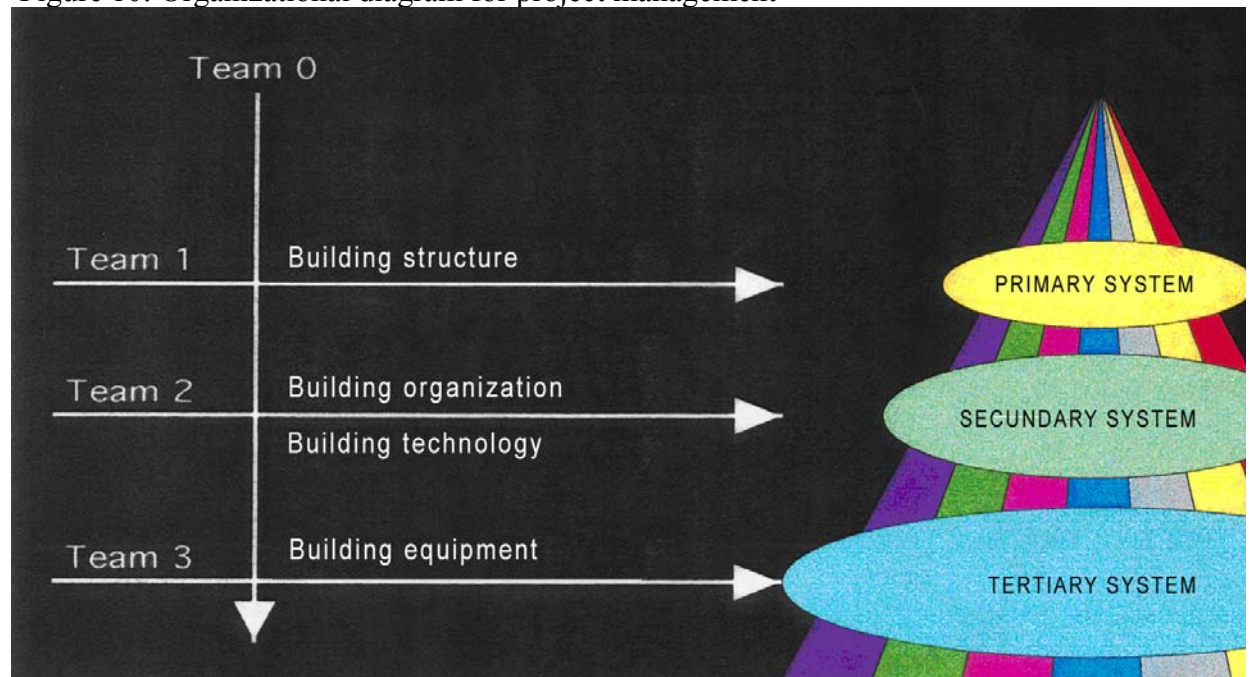 Figure 10: Organizational diagram for project management
Team 0
Team 1
Building structure
PRIMARY SYSTEM
Team 2
Building organization
Building technology
SECUNDARY SYSTEM
Team 3
Building equipment
TERTIARY SYSTEM